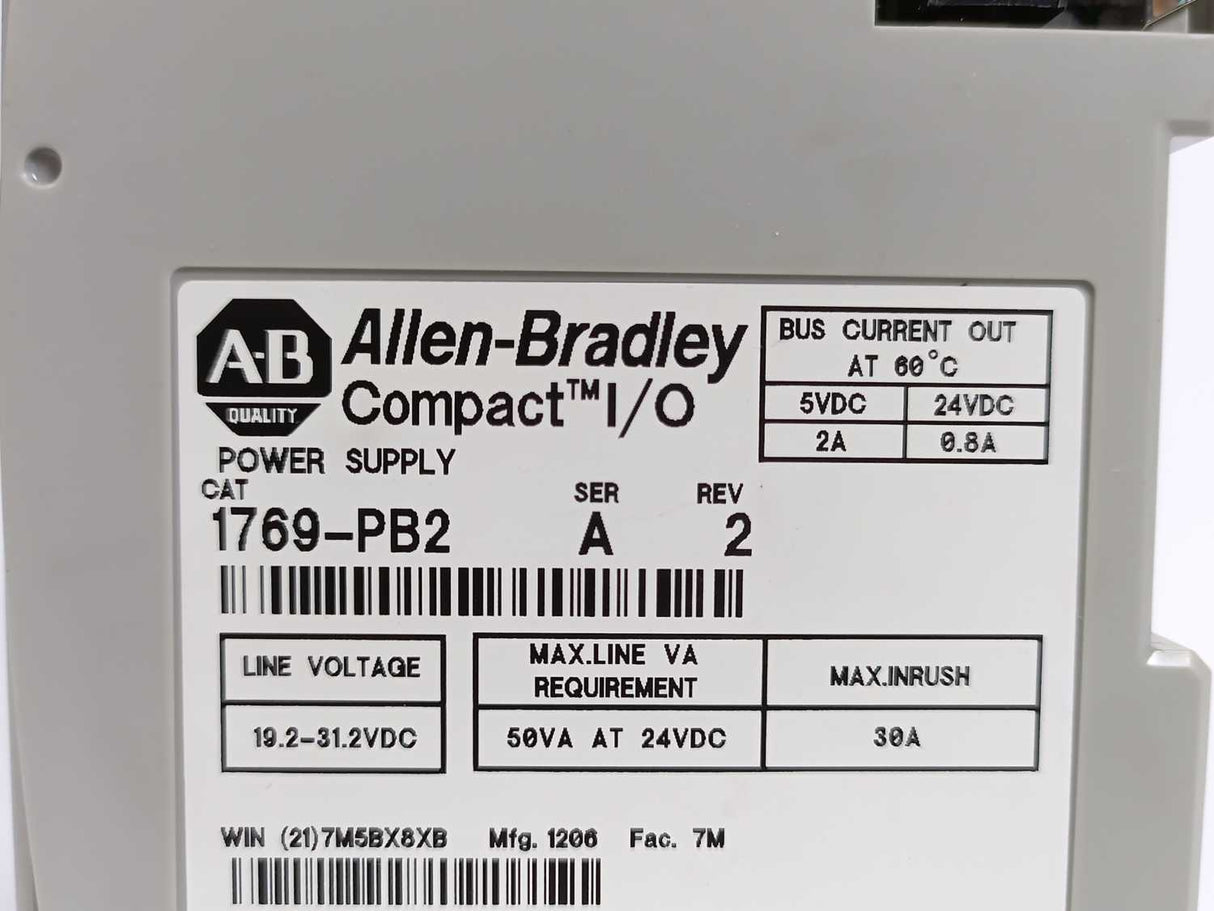 A-B
QUALITY
Allen-Bradley
Compact™I/O
POWER SUPPLY
BUS CURRENT OUT
AT 60°C
5VDC 24VDC
2A 0.8A
CAT SER REV
1769-PB2 A 2
LINE VOLTAGE
19.2-31.2VDC
MAX.LINE VA
REQUIREMENT
MAX.INRUSH
50VA AT 24VDC
30A
WIN (21)7M5BX8XB Mfg. 1206 Fac. 7M